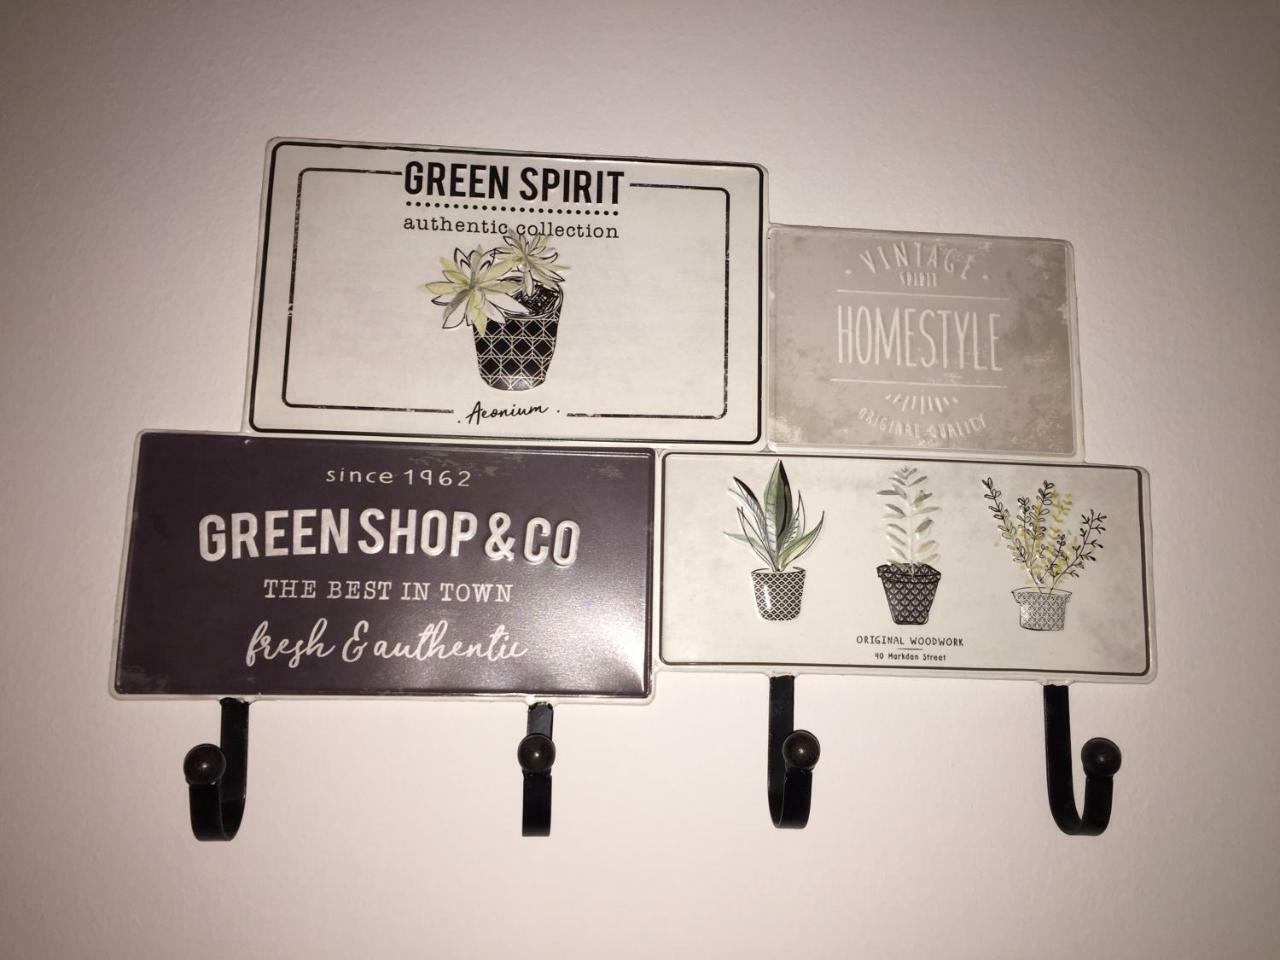 GREEN SPIRIT
authentic collection
. Aeonium .
· VINTAGE ·
SPIRIT
HOMESTYLE
ORIGINAL QUALITY
since 1962
GREEN SHOP & CO
THE BEST IN TOWN
fresh & authentic
ORIGINAL WOODWORK
40 Markdan Street